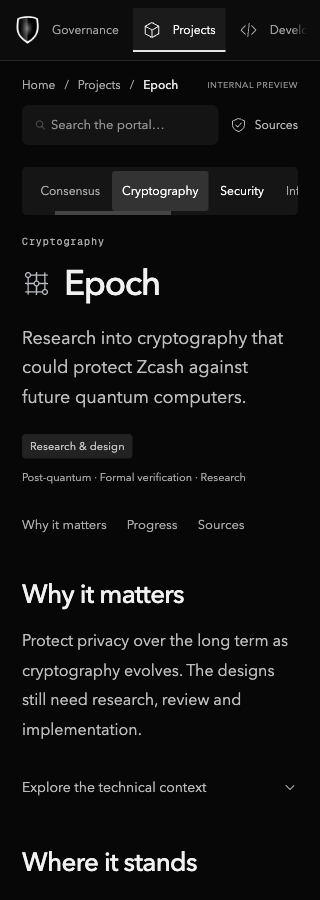 Governance
Projects
Home / Projects / Epoch
INTERNAL PREVIEW
Search the portal...
Sources
Consensus
Cryptography
Security
Cryptography
Epoch
Research into cryptography that
could protect Zcash against
future quantum computers.
Research & design
Post-quantum · Formal verification · Research
Why it matters
Progress
Sources
Why it matters
Protect privacy over the long term as
cryptography evolves. The designs
still need research, review and
implementation.
Explore the technical context
Where it stands